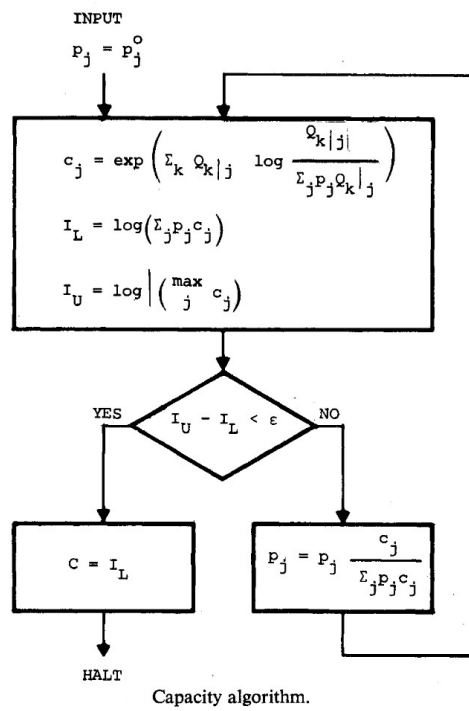 INPUT
p_j = p_j^o
c_j = exp ( Σ_k Q_k|j log Q_k|j| / Σ_j p_j Q_k|j )
I_L = log(Σ_j p_j c_j)
I_U = log|( max_j c_j )
YES I_U - I_L < ε NO
C = I_L
p_j = p_j c_j / Σ_j p_j c_j
HALT
Capacity algorithm.